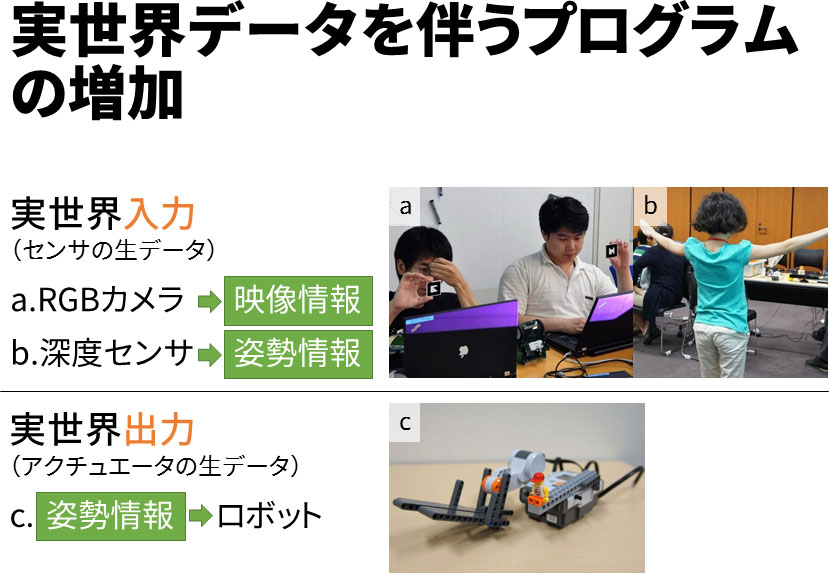 実世界データを伴うプログラム
の増加
実世界入力
（センサの生データ）
a.RGBカメラ
映像情報
b.深度センサ
姿勢情報
a
b
実世界出力
（アクチュエータの生データ）
c.
姿勢情報
ロボット
c